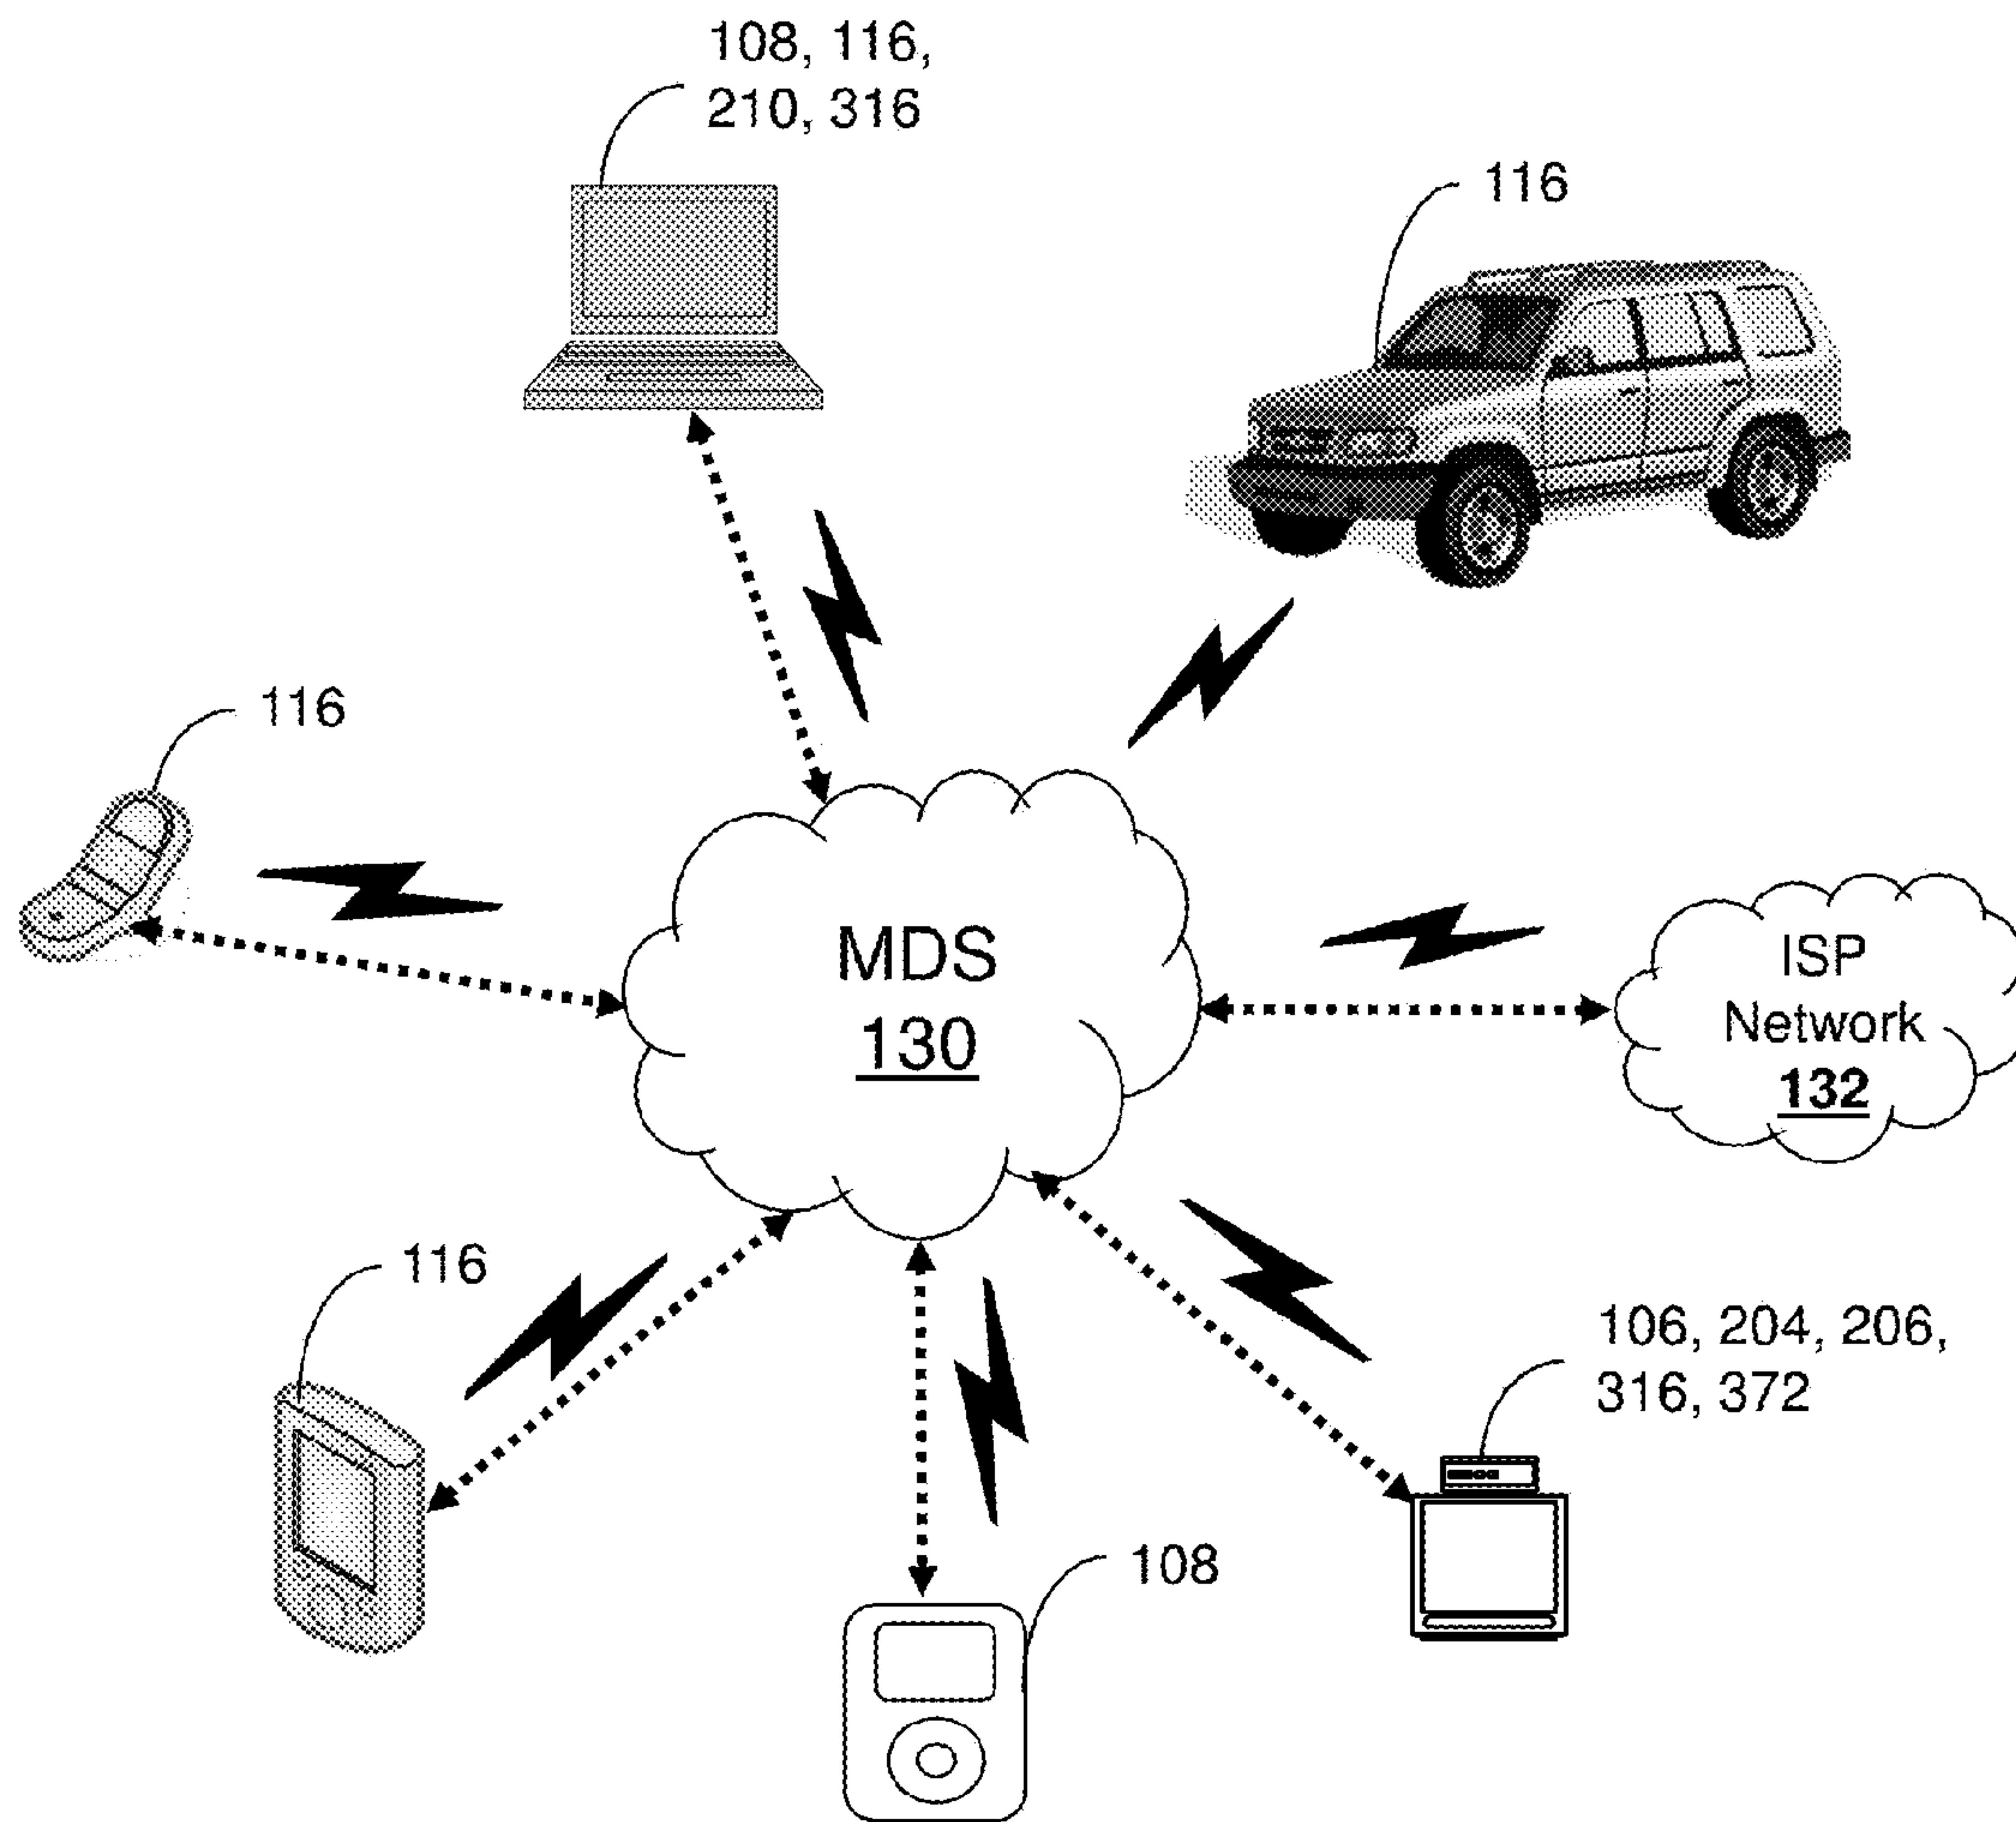 108, 116,
210, 316
116
116
MDS
130
ISP
Network
132
116
106, 204, 206,
316, 372
108